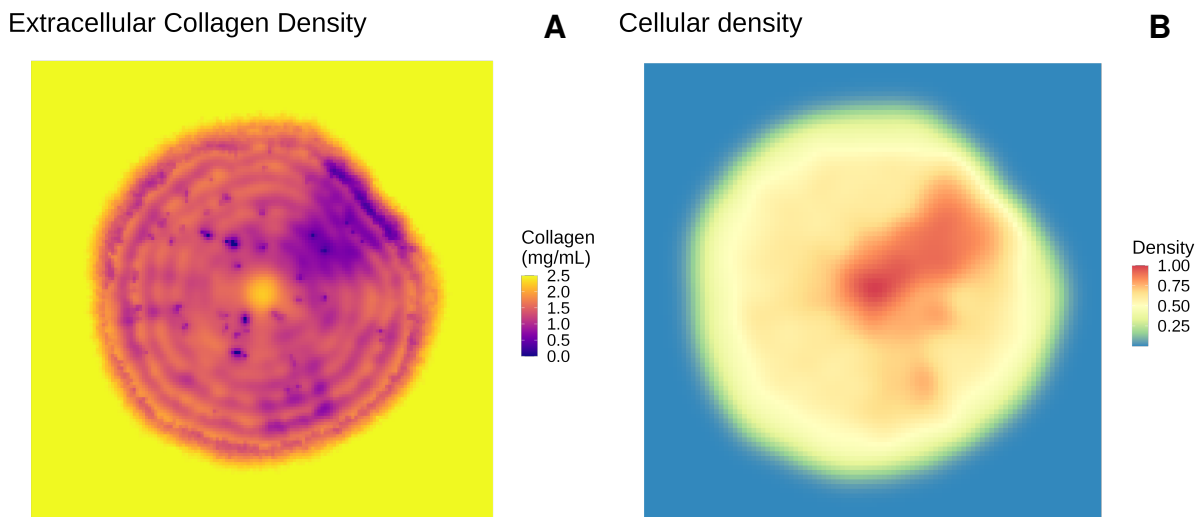 Extracellular Collagen Density
A
Collagen
(mg/mL)
2.5
2.0
1.5
1.0
0.5
0.0
Cellular density
B
Density
1.00
0.75
0.50
0.25